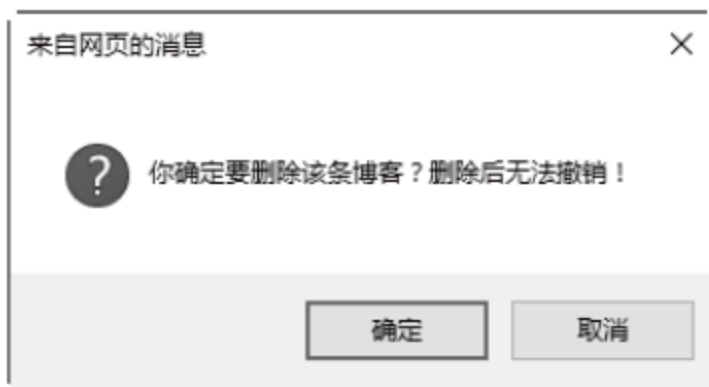 来自网页的消息
你确定要删除该条博客？删除后无法撤销！
确定
取消